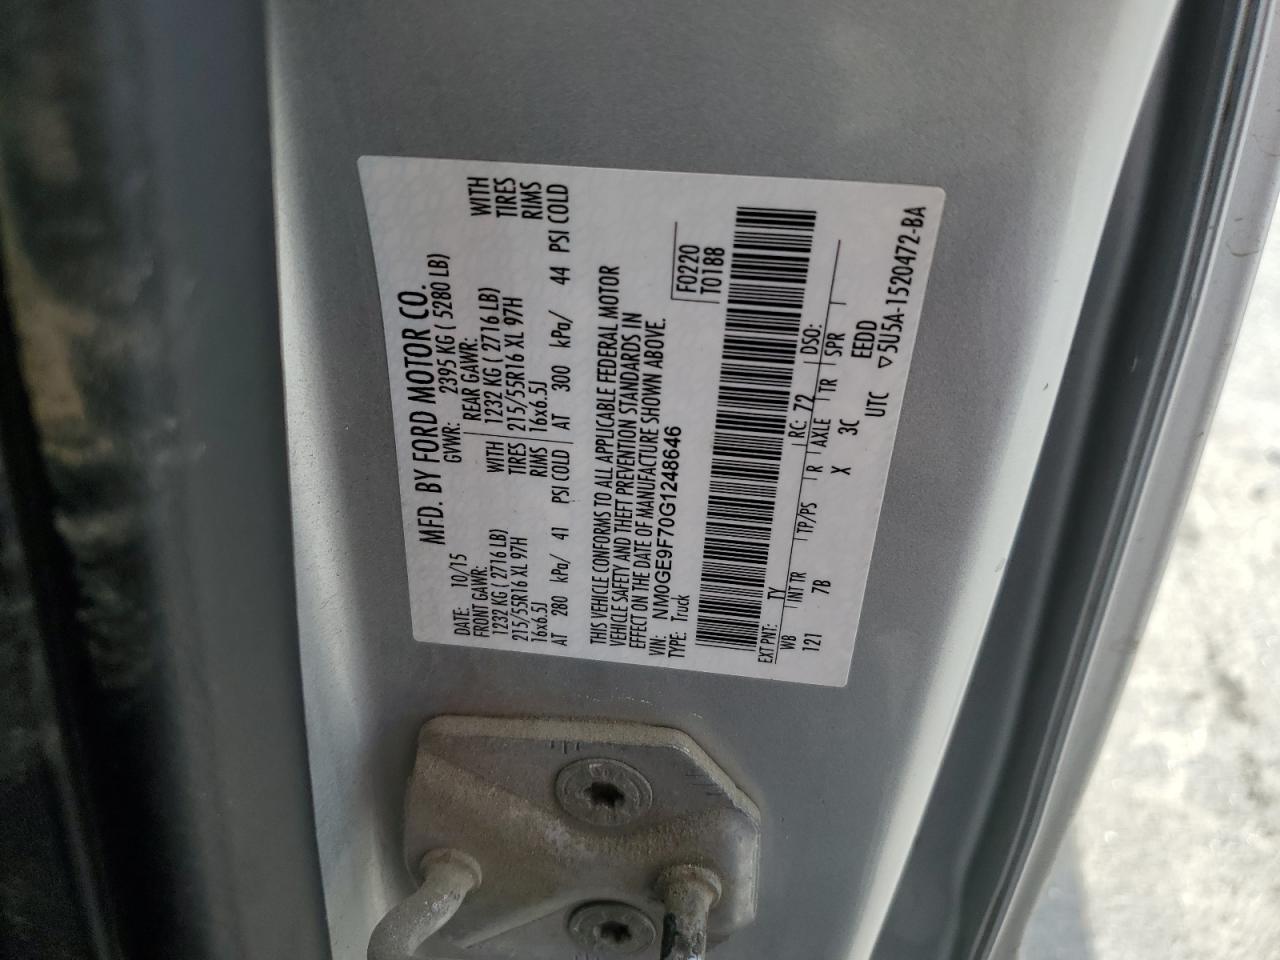 MFD. BY FORD MOTOR CO.
DATE: 10/15 GVWR: 2395 KG ( 5280 LB)
FRONT GAWR: REAR GAWR:
1232 KG ( 2716 LB) WITH 1232 KG ( 2716 LB) WITH
215/55R16 XL 97H TIRES 215/55R16 XL 97H TIRES
16x6.5J RIMS 16x6.5J RIMS
AT 280 kPa/ 41 PSI COLD AT 300 kPa/ 44 PSI COLD
THIS VEHICLE CONFORMS TO ALL APPLICABLE FEDERAL MOTOR
VEHICLE SAFETY AND THEFT PREVENTION STANDARDS IN
EFFECT ON THE DATE OF MANUFACTURE SHOWN ABOVE.
VIN: NM0GE9F70G1248646 F0220
TYPE: Truck T0188
EXT PNT: TY RC: 72 DSO:
WB INT TR TP/PS R AXLE TR SPR
121 7B X 3C EEDD
UTC ▽5U5A-1520472-BA